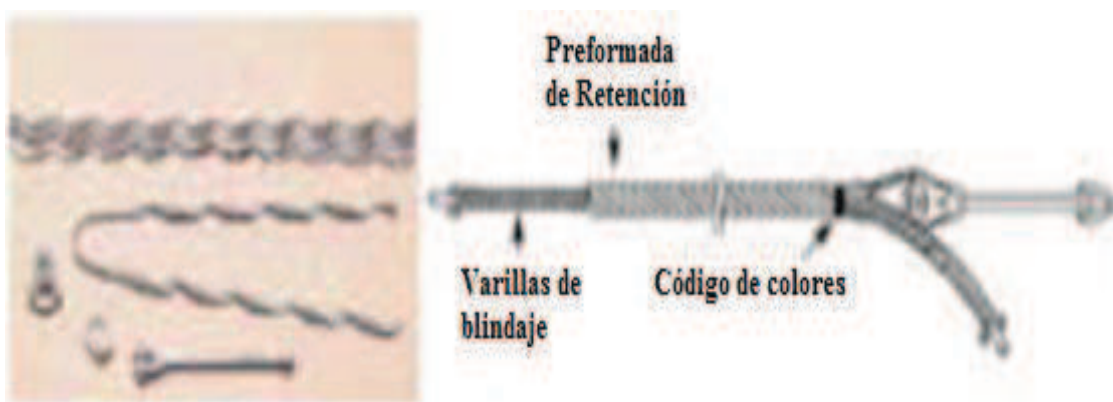 Preformada
de Retención
Varillas de
blindaje
Código de colores